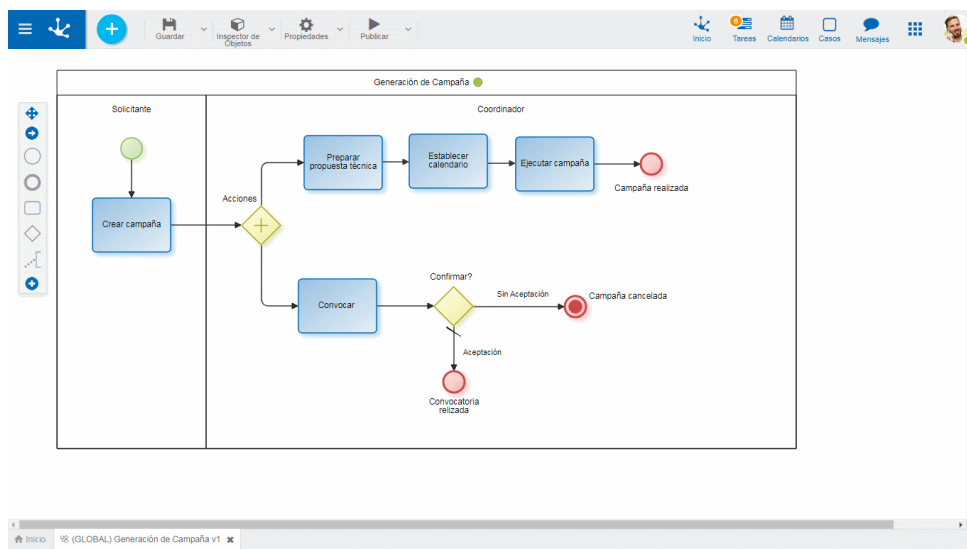 Guardar
Inspector de
Objetos
Propiedades
Publicar
Inicio
6
Tareas
Calendarios
Casos
Mensajes
Generación de Campaña
Solicitante
Coordinador
Preparar
propuesta técnica
Establecer
calendario
Ejecutar campaña
Campaña realizada
Acciones
Crear campaña
Confirmar?
Convocar
Sin Aceptación
Campaña cancelada
Aceptación
Convocatoria
relizada
Inicio
(GLOBAL) Generación de Campaña v1